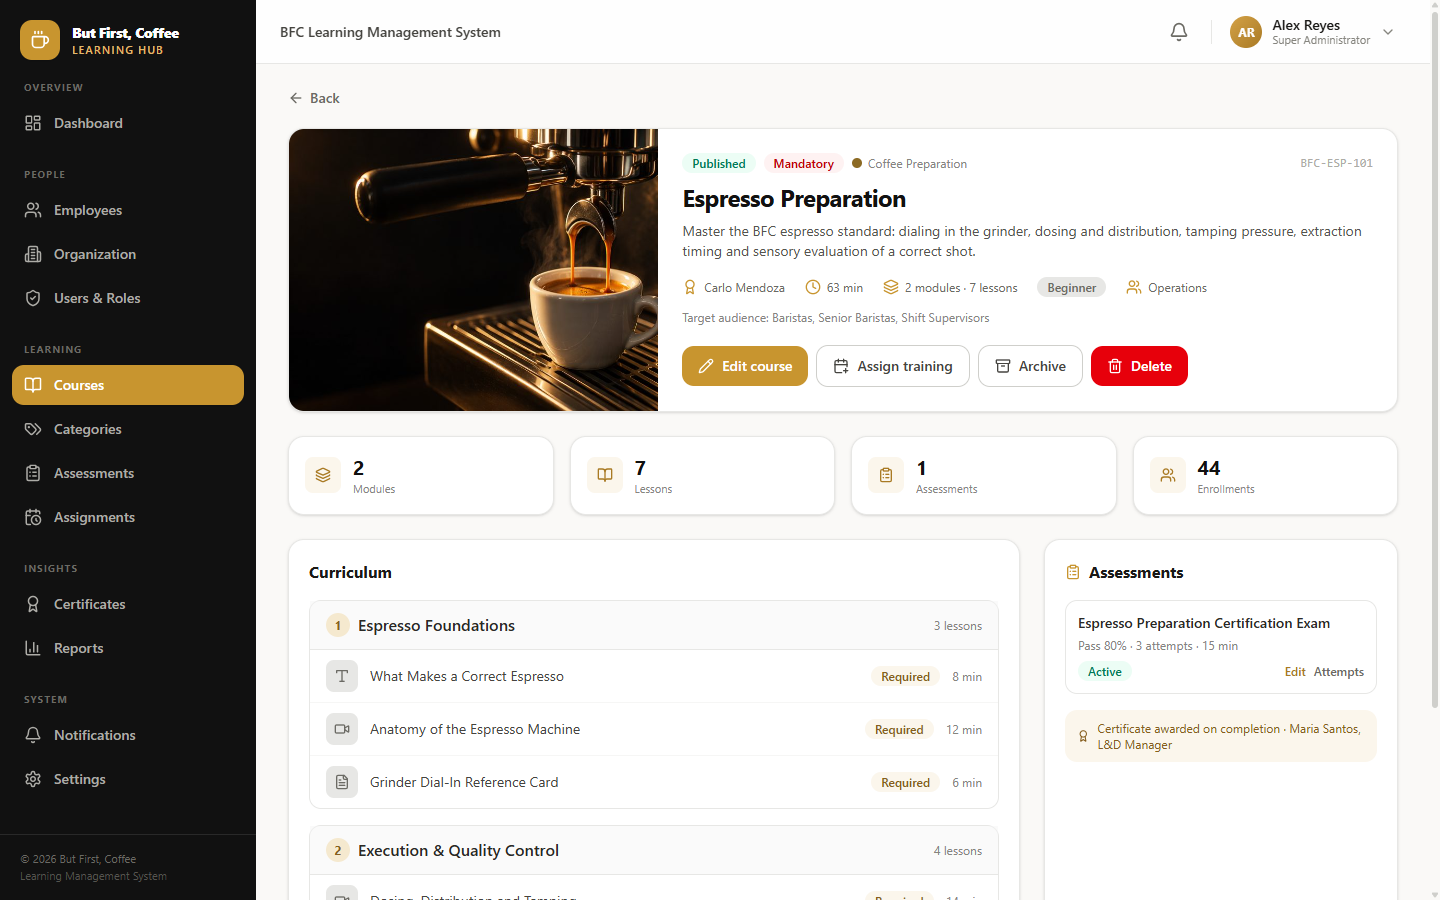 But First, Coffee
LEARNING HUB
OVERVIEW
Dashboard
PEOPLE
Employees
Organization
Users & Roles
LEARNING
Courses
Categories
Assessments
Assignments
INSIGHTS
Certificates
Reports
SYSTEM
Notifications
Settings
© 2026 But First, Coffee
Learning Management System
BFC Learning Management System
AR
Alex Reyes
Super Administrator
Back
Published
Mandatory
Coffee Preparation
BFC-ESP-101
Espresso Preparation
Master the BFC espresso standard: dialing in the grinder, dosing and distribution, tamping pressure, extraction
timing and sensory evaluation of a correct shot.
Carlo Mendoza
63 min
2 modules · 7 lessons
Beginner
Operations
Target audience: Baristas, Senior Baristas, Shift Supervisors
Edit course
Assign training
Archive
Delete
2
Modules
7
Lessons
1
Assessments
44
Enrollments
Curriculum
1 Espresso Foundations 3 lessons
What Makes a Correct Espresso Required 8 min
Anatomy of the Espresso Machine Required 12 min
Grinder Dial-In Reference Card Required 6 min
2 Execution & Quality Control 4 lessons
Dosing, Distribution and Tamping Required
Assessments
Espresso Preparation Certification Exam
Pass 80% · 3 attempts · 15 min
Active
Edit
Attempts
Certificate awarded on completion · Maria Santos,
L&D Manager